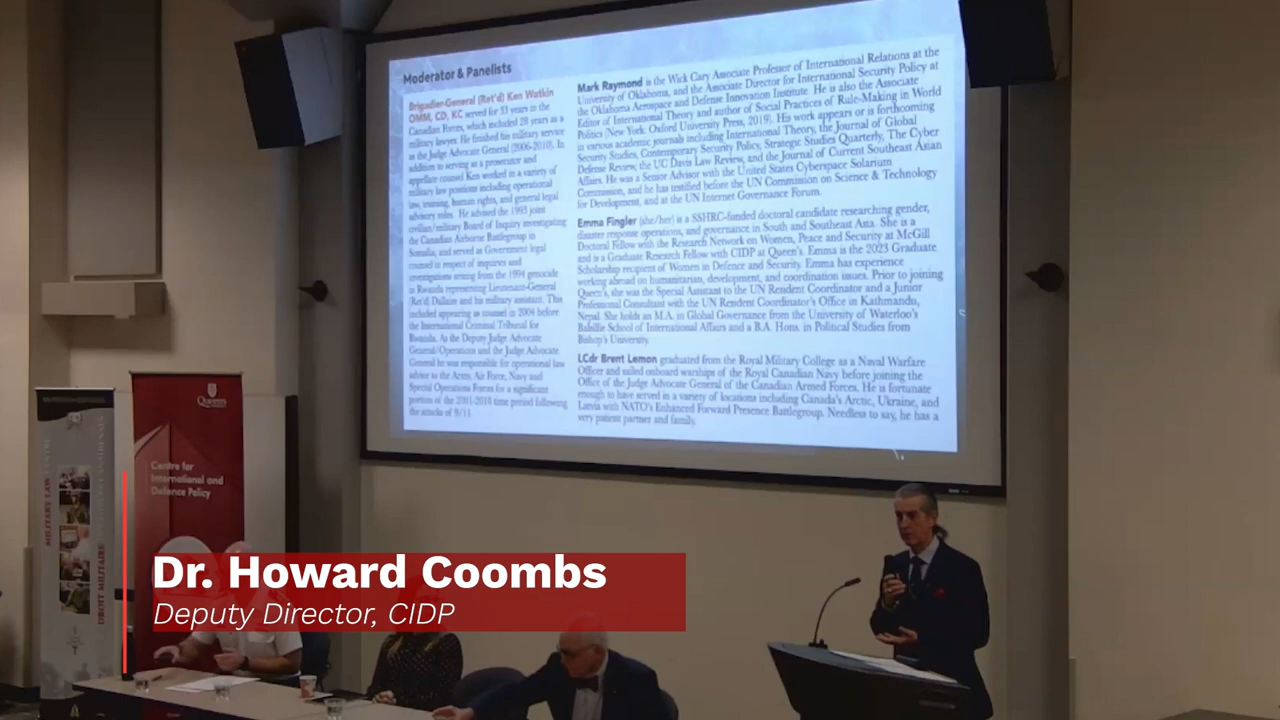 Moderator & Panelists
Brigadier-General (Ret'd) Ken Watkin
OMM, CD, KC served for 33 years in the
Canadian Forces, which included 28 years as a
military lawyer. He finished his military service
as the Judge Advocate General (2006-2010). In
addition to serving as a prosecutor and
appellate counsel Ken worked in a variety of
military law positions including operational
law, training, human rights, and general legal
advisory roles. He advised the 1993 joint
civilian/military Board of Inquiry investigating
the Canadian Airborne Battlegroup in
Somalia, and served as Government legal
counsel in respect of inquiries and
investigations arising from the 1994 genocide
in Rwanda representing Lieutenant-General
(Ret'd) Dallaire and his military assistant. This
included appearing as counsel in 2004 before
the International Criminal Tribunal for
Rwanda. As the Deputy Judge Advocate
General/Operations and the Judge Advocate
General he was responsible for operational law
advice to the Army, Air Force, Navy and
Special Operations Forces for a significant
portion of the 2001-2010 time period following
the attacks of 9/11.
Mark Raymond is the Wick Cary Associate Professor of International Relations at the
University of Oklahoma, and the Associate Director for International Security Policy at
the Oklahoma Aerospace and Defense Innovation Institute. He is also the Associate
Editor of International Theory and author of Social Practices of Rule-Making in World
Politics (New York: Oxford University Press, 2019). His work appears or is forthcoming
in various academic journals including International Theory, the Journal of Global
Security Studies, Contemporary Security Policy, Strategic Studies Quarterly, The Cyber
Defense Review, the UC Davis Law Review, and the Journal of Current Southeast Asian
Affairs. He was a Senior Advisor with the United States Cyberspace Solarium
Commission, and he has testified before the UN Commission on Science & Technology
for Development, and at the UN Internet Governance Forum.
Emma Fingler (she/her) is a SSHRC-funded doctoral candidate researching gender,
disaster response operations, and governance in South and Southeast Asia. She is a
Doctoral Fellow with the Research Network on Women, Peace and Security at McGill
and is a Graduate Research Fellow with CIDP at Queen's. Emma is the 2023 Graduate
Scholarship recipient of Women in Defence and Security. Emma has experience
working abroad on humanitarian, development, and coordination issues. Prior to joining
Queen's, she was the Special Assistant to the UN Resident Coordinator and a Junior
Professional Consultant with the UN Resident Coordinator's Office in Kathmandu,
Nepal. She holds an M.A. in Global Governance from the University of Waterloo's
Balsillie School of International Affairs and a B.A. Hons. in Political Studies from
Bishop's University.
LCdr Brent Lemon graduated from the Royal Military College as a Naval Warfare
Officer and sailed onboard warships of the Royal Canadian Navy before joining the
Office of the Judge Advocate General of the Canadian Armed Forces. He is fortunate
enough to have served in a variety of locations including Canada's Arctic, Ukraine, and
Latvia with NATO's Enhanced Forward Presence Battlegroup. Needless to say, he has a
very patient partner and family.
Queen's
Centre for
International and
Defence Policy
MILITARY LAW
DROIT MILITAIRE
Dr. Howard Coombs
Deputy Director, CIDP